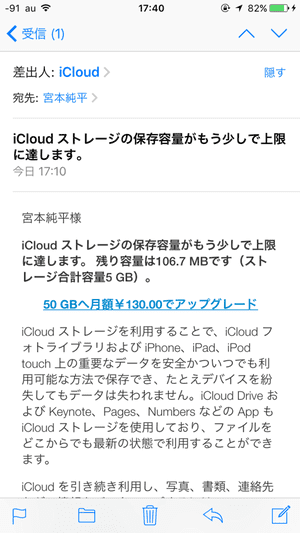 -91 au 17:40 82%
受信 (1)
差出人: iCloud 隠す
宛先: 宮本純平
iCloud ストレージの保存容量がもう少しで上限
に達します。
今日 17:10
宮本純平様
iCloud ストレージの保存容量がもう少しで上限
に達します。 残り容量は106.7 MBです（スト
レージ合計容量5 GB）。
50 GBへ月額￥130.00でアップグレード
iCloud ストレージを利用することで、iCloud フ
ォトライブラリおよび iPhone、iPad、iPod
touch 上の重要なデータを安全かついつでも利
用可能な方法で保存でき、たとえデバイスを紛
失してもデータは失われません。iCloud Drive お
よび Keynote、Pages、Numbers などの App も
iCloud ストレージを使用しており、ファイルを
どこからでも最新の状態で利用することができ
ます。
iCloud を引き続き利用し、写真、書類、連絡先